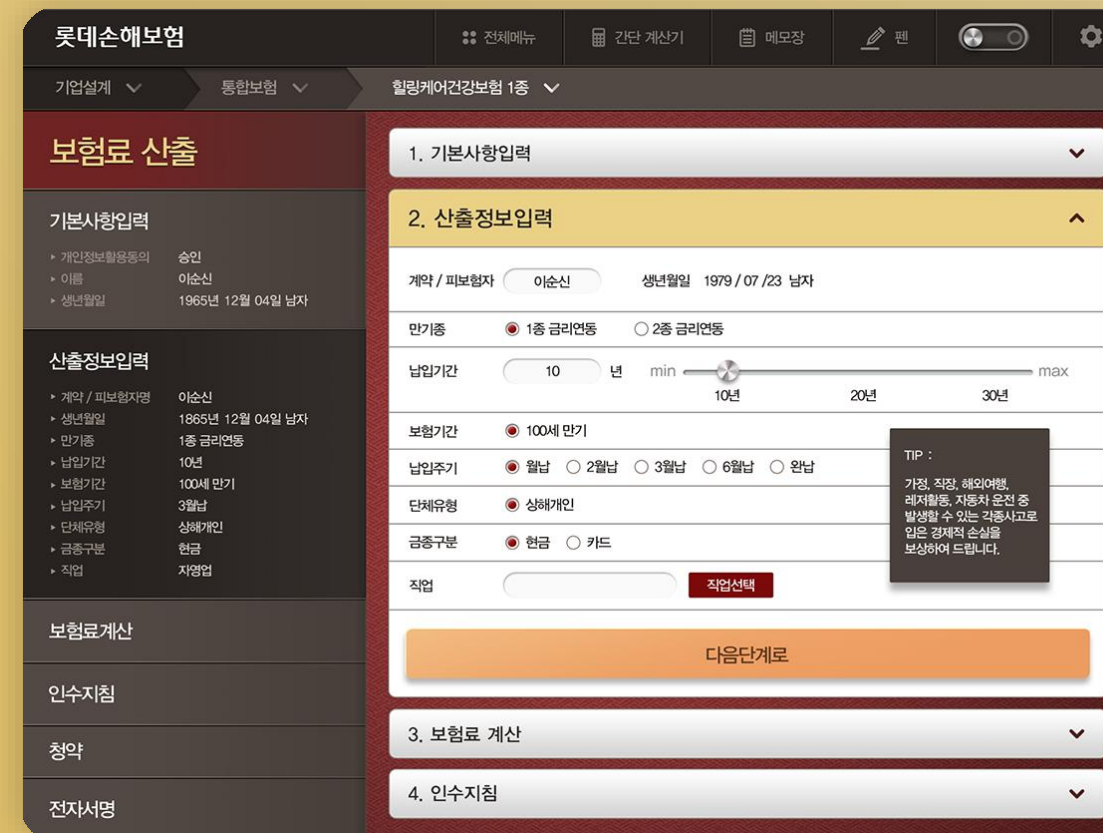 롯데손해보험
전체메뉴
간단 계산기
메모장
펜
기업설계
통합보험
힐링케어건강보험 1종
보험료 산출
기본사항입력
개인정보활용동의 승인
이름 이순신
생년월일 1965년 12월 04일 남자
산출정보입력
계약 / 피보험자명 이순신
생년월일 1865년 12월 04일 남자
만기종 1종 금리연동
납입기간 10년
보험기간 100세 만기
납입주기 3월납
단체유형 상해개인
금종구분 현금
직업 자영업
보험료계산
인수지침
청약
전자서명
1. 기본사항입력
2. 산출정보입력
계약 / 피보험자 이순신 생년월일 1979 / 07 /23 남자
만기종 1종 금리연동 2종 금리연동
납입기간 10 년 min max
10년 20년 30년
보험기간 100세 만기
납입주기 월납 2월납 3월납 6월납 완납
단체유형 상해개인
금종구분 현금 카드
직업 직업선택
TIP :
가정, 직장, 해외여행,
레저활동, 자동차 운전 중
발생할 수 있는 각종사고로
입은 경제적 손실을
보상하여 드립니다.
다음단계로
3. 보험료 계산
4. 인수지침